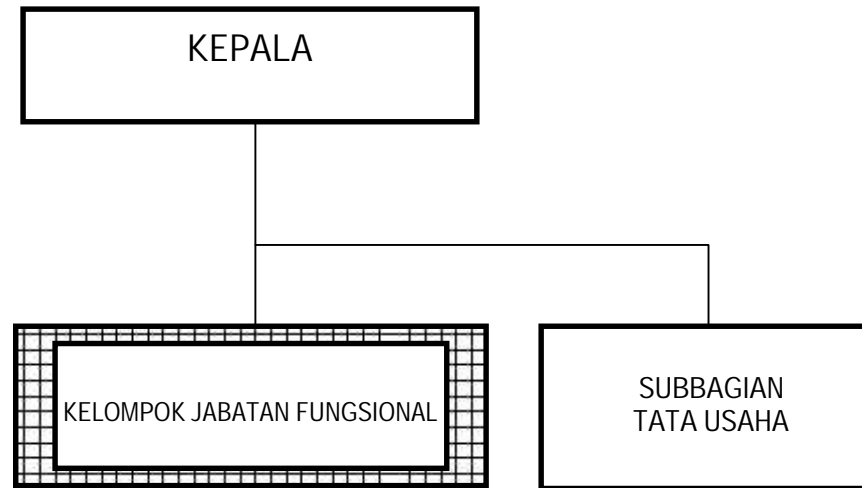 KEPALA
KELOMPOK JABATAN FUNGSIONAL
SUBBAGIAN
TATA USAHA